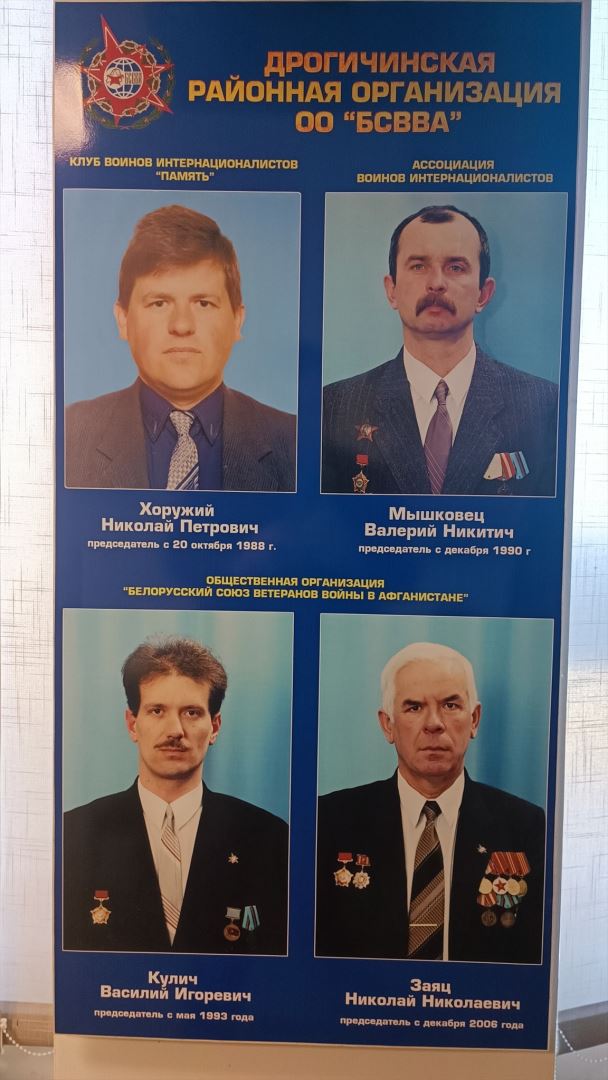 ДРОГИЧИНСКАЯ
РАЙОННАЯ ОРГАНИЗАЦИЯ
ОО "БСВВА"
КЛУБ ВОИНОВ ИНТЕРНАЦИОНАЛИСТОВ
"ПАМЯТЬ"
АССОЦИАЦИЯ
ВОИНОВ ИНТЕРНАЦИОНАЛИСТОВ
Хоружий
Николай Петрович
председатель с 20 октября 1988 г.
Мышковец
Валерий Никитич
председатель с декабря 1990 г
ОБЩЕСТВЕННАЯ ОРГАНИЗАЦИЯ
"БЕЛОРУССКИЙ СОЮЗ ВЕТЕРАНОВ ВОЙНЫ В АФГАНИСТАНЕ"
Кулич
Василий Игоревич
председатель с мая 1993 года
Заяц
Николай Николаевич
председатель с декабря 2006 года